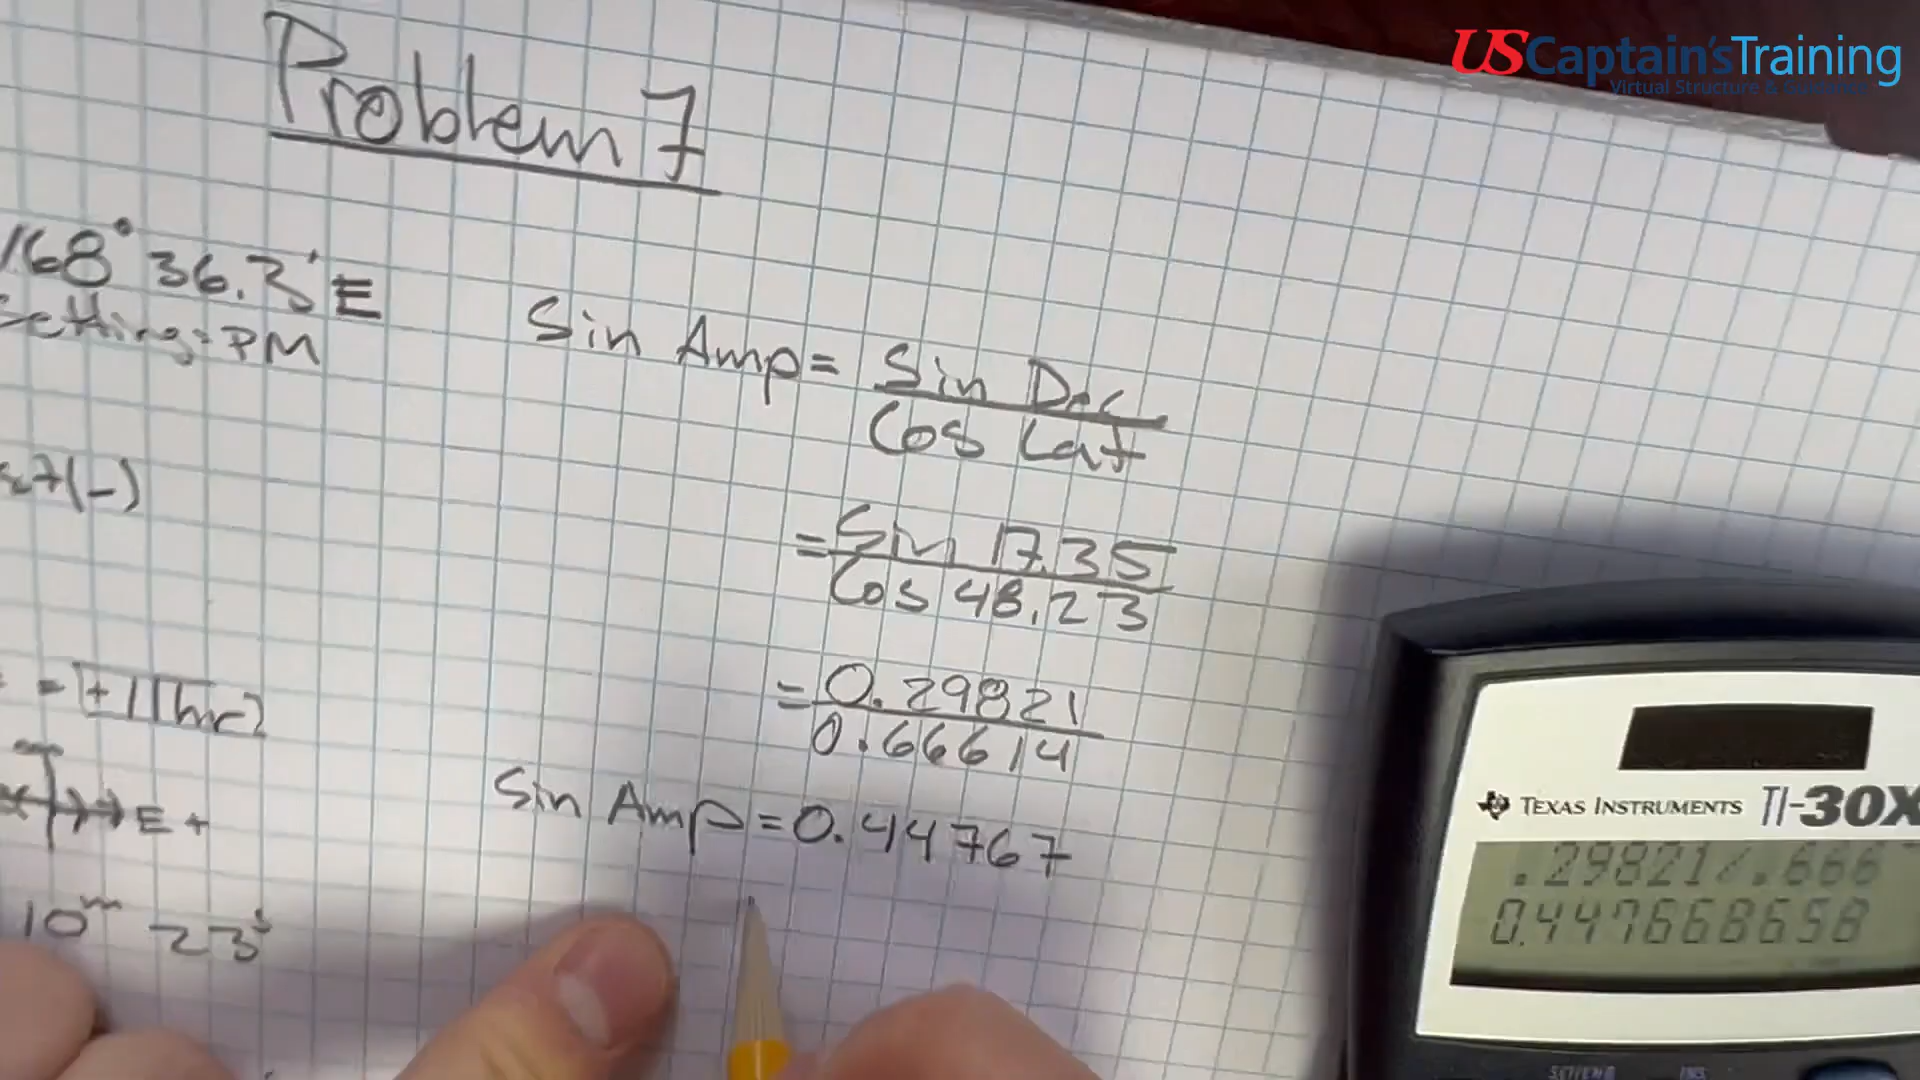 USCaptain'sTraining
Virtual Structure & Guidance
Problem 7
168° 36.3' E
Setting: PM
Sin Amp = Sin Dec
Cos Lat
= Sin 17.35
Cos 48.23
(-)
= 0.29821
0.66614
= +11hrs
Sin Amp = 0.44767
E +
10m 23s
TEXAS INSTRUMENTS TI-30X
.29821/.666
0.447668658